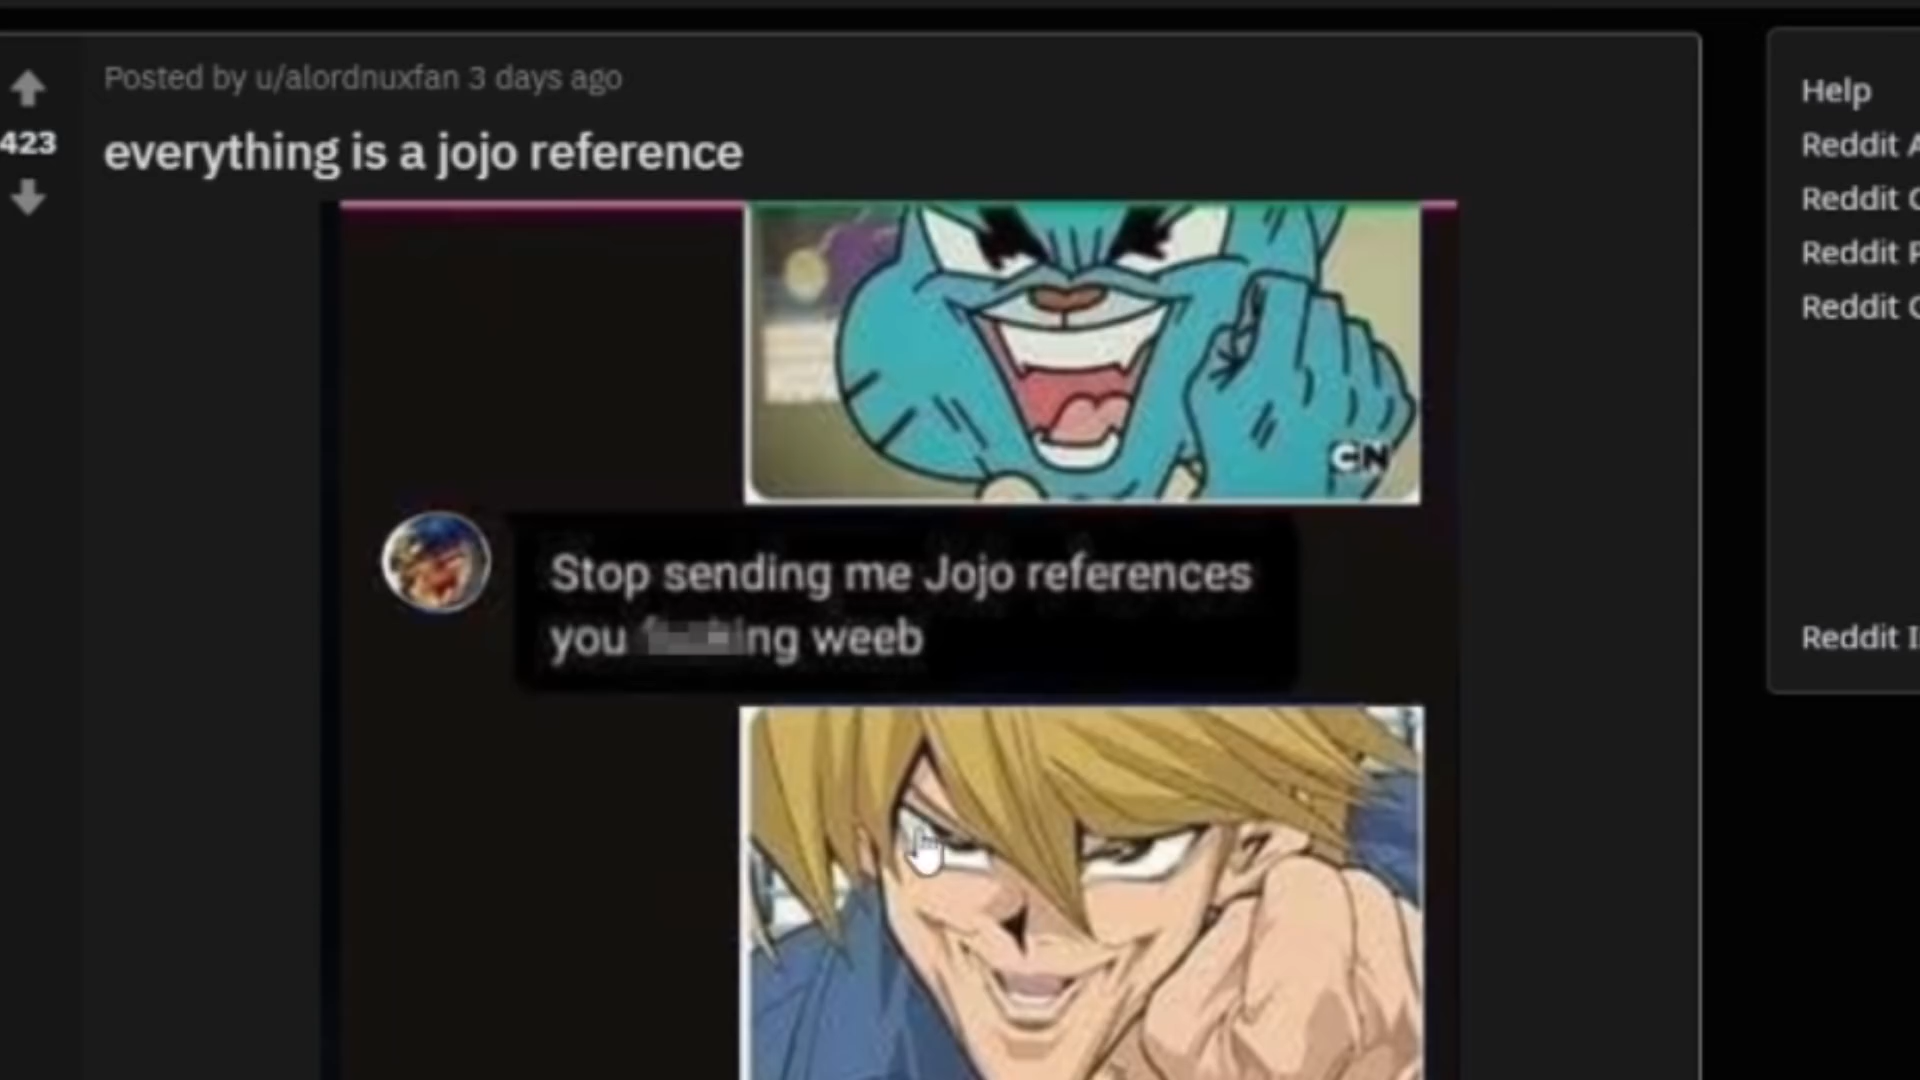 Posted by u/alordnuxfan 3 days ago
423
everything is a jojo reference
CN
Stop sending me Jojo references
you ng weeb
Help
Reddit
Reddit
Reddit
Reddit
Reddit